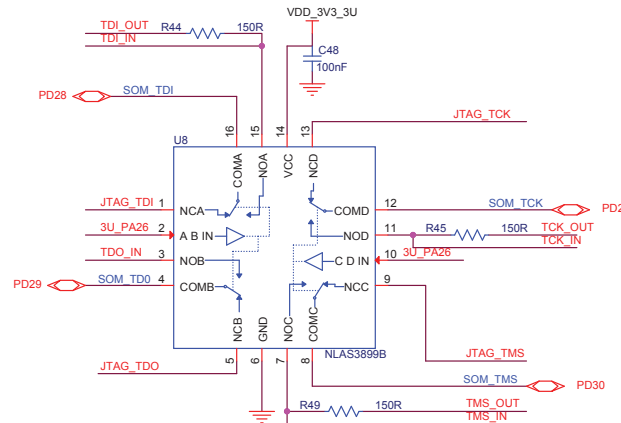 VDD_3V3_3U
TDI_OUT R44 150R
TDI_IN
C48
100nF
PD28 SOM_TDI
JTAG_TCK
16 15 14 13
U8
COMA NOA VCC NCD
JTAG_TDI 1 NCA
COMD 12 SOM_TCK PD2
3U_PA26 2 A B IN
NOD 11 R45 150R TCK_OUT
TCK_IN
TDO_IN 3 NOB
C D IN 10 3U_PA26
PD29 SOM_TD0 4 COMB
NCC 9
NCB GND NOC COMC
NLAS3899B
JTAG_TMS
5 6 7 8
JTAG_TDO
SOM_TMS PD30
R49 150R TMS_OUT
TMS_IN